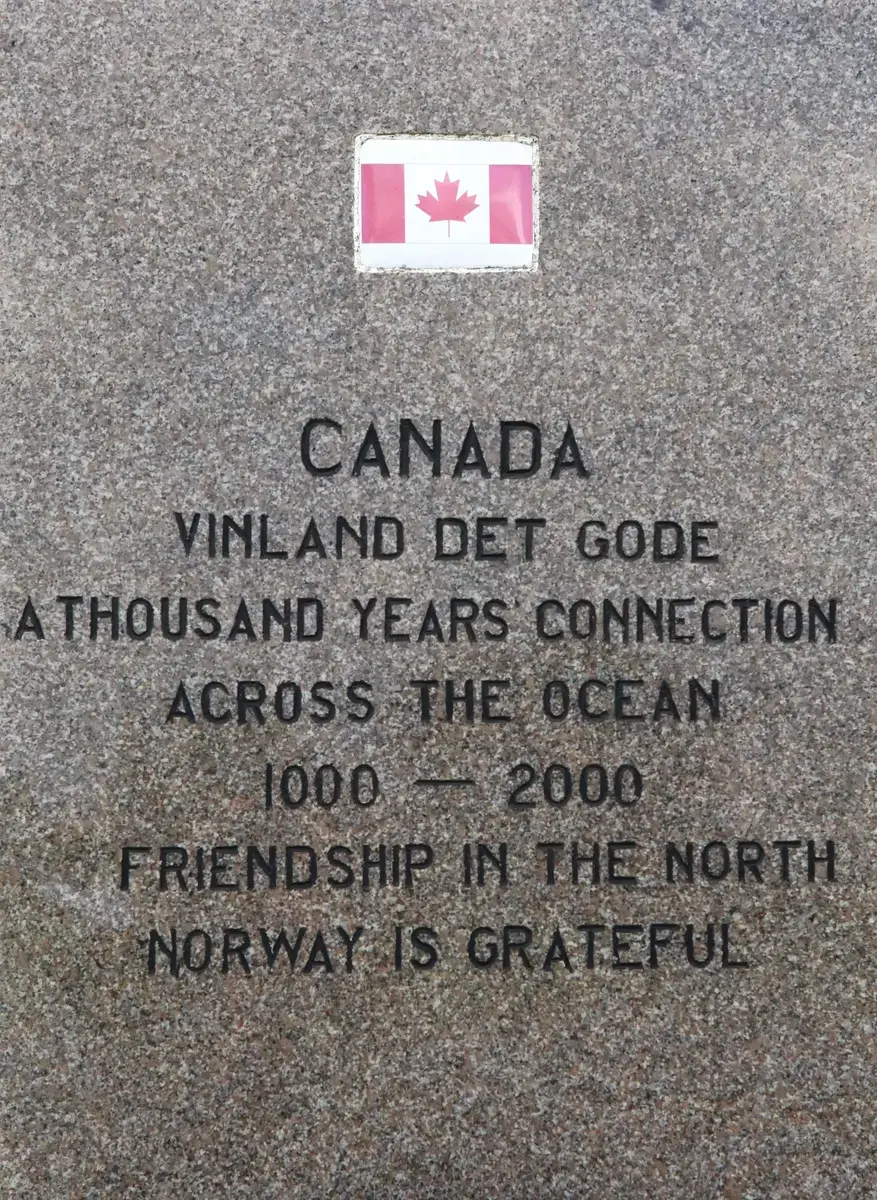 CANADA
VINLAND DET GODE
A THOUSAND YEARS' CONNECTION
ACROSS THE OCEAN
1000 — 2000
FRIENDSHIP IN THE NORTH
NORWAY IS GRATEFUL